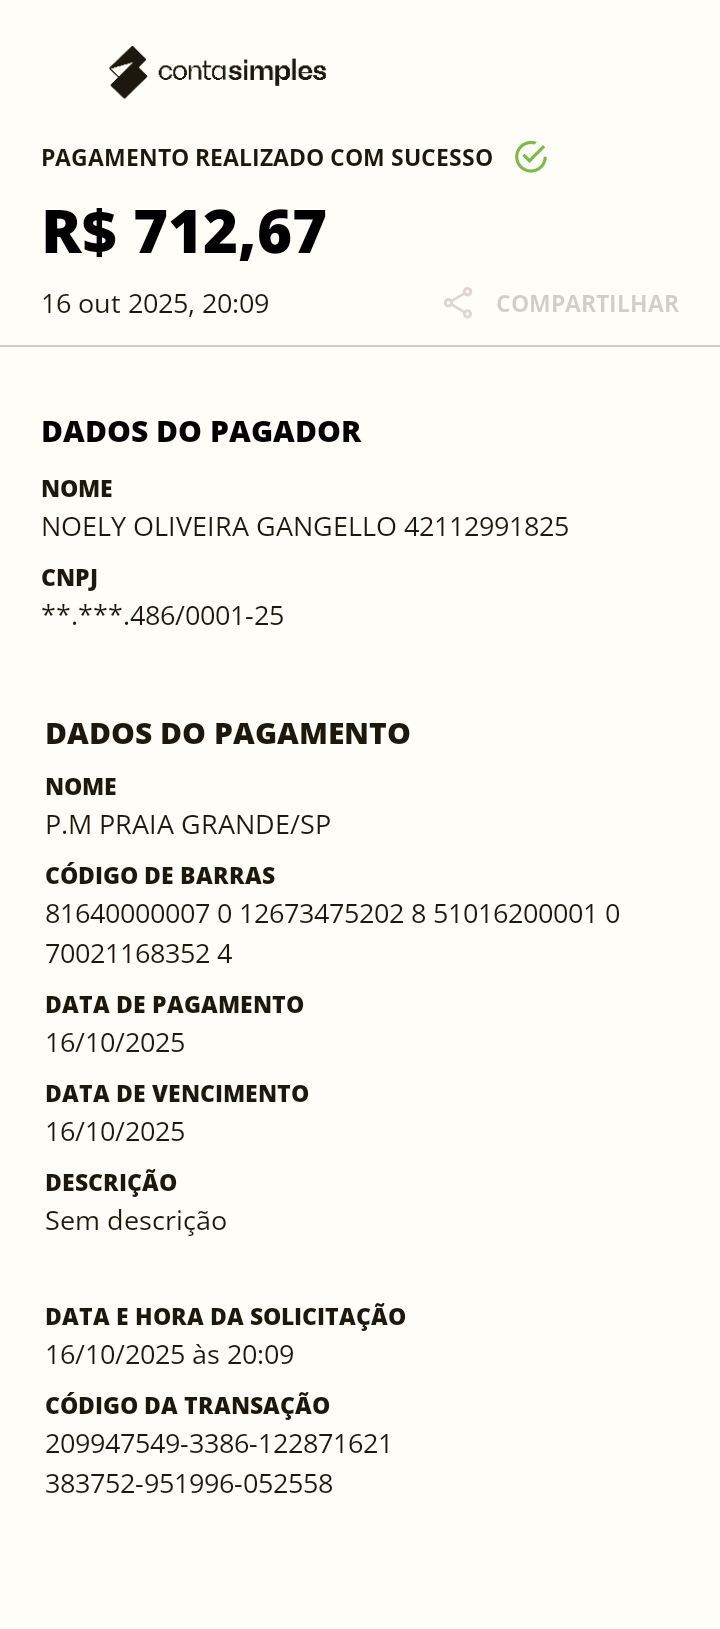 contasimples
PAGAMENTO REALIZADO COM SUCESSO
R$ 712,67
16 out 2025, 20:09
COMPARTILHAR
DADOS DO PAGADOR
NOME
NOELY OLIVEIRA GANGELLO 42112991825
CNPJ
**.***.486/0001-25
DADOS DO PAGAMENTO
NOME
P.M PRAIA GRANDE/SP
CÓDIGO DE BARRAS
81640000007 0 12673475202 8 51016200001 0
70021168352 4
DATA DE PAGAMENTO
16/10/2025
DATA DE VENCIMENTO
16/10/2025
DESCRIÇÃO
Sem descrição
DATA E HORA DA SOLICITAÇÃO
16/10/2025 às 20:09
CÓDIGO DA TRANSAÇÃO
209947549-3386-122871621
383752-951996-052558